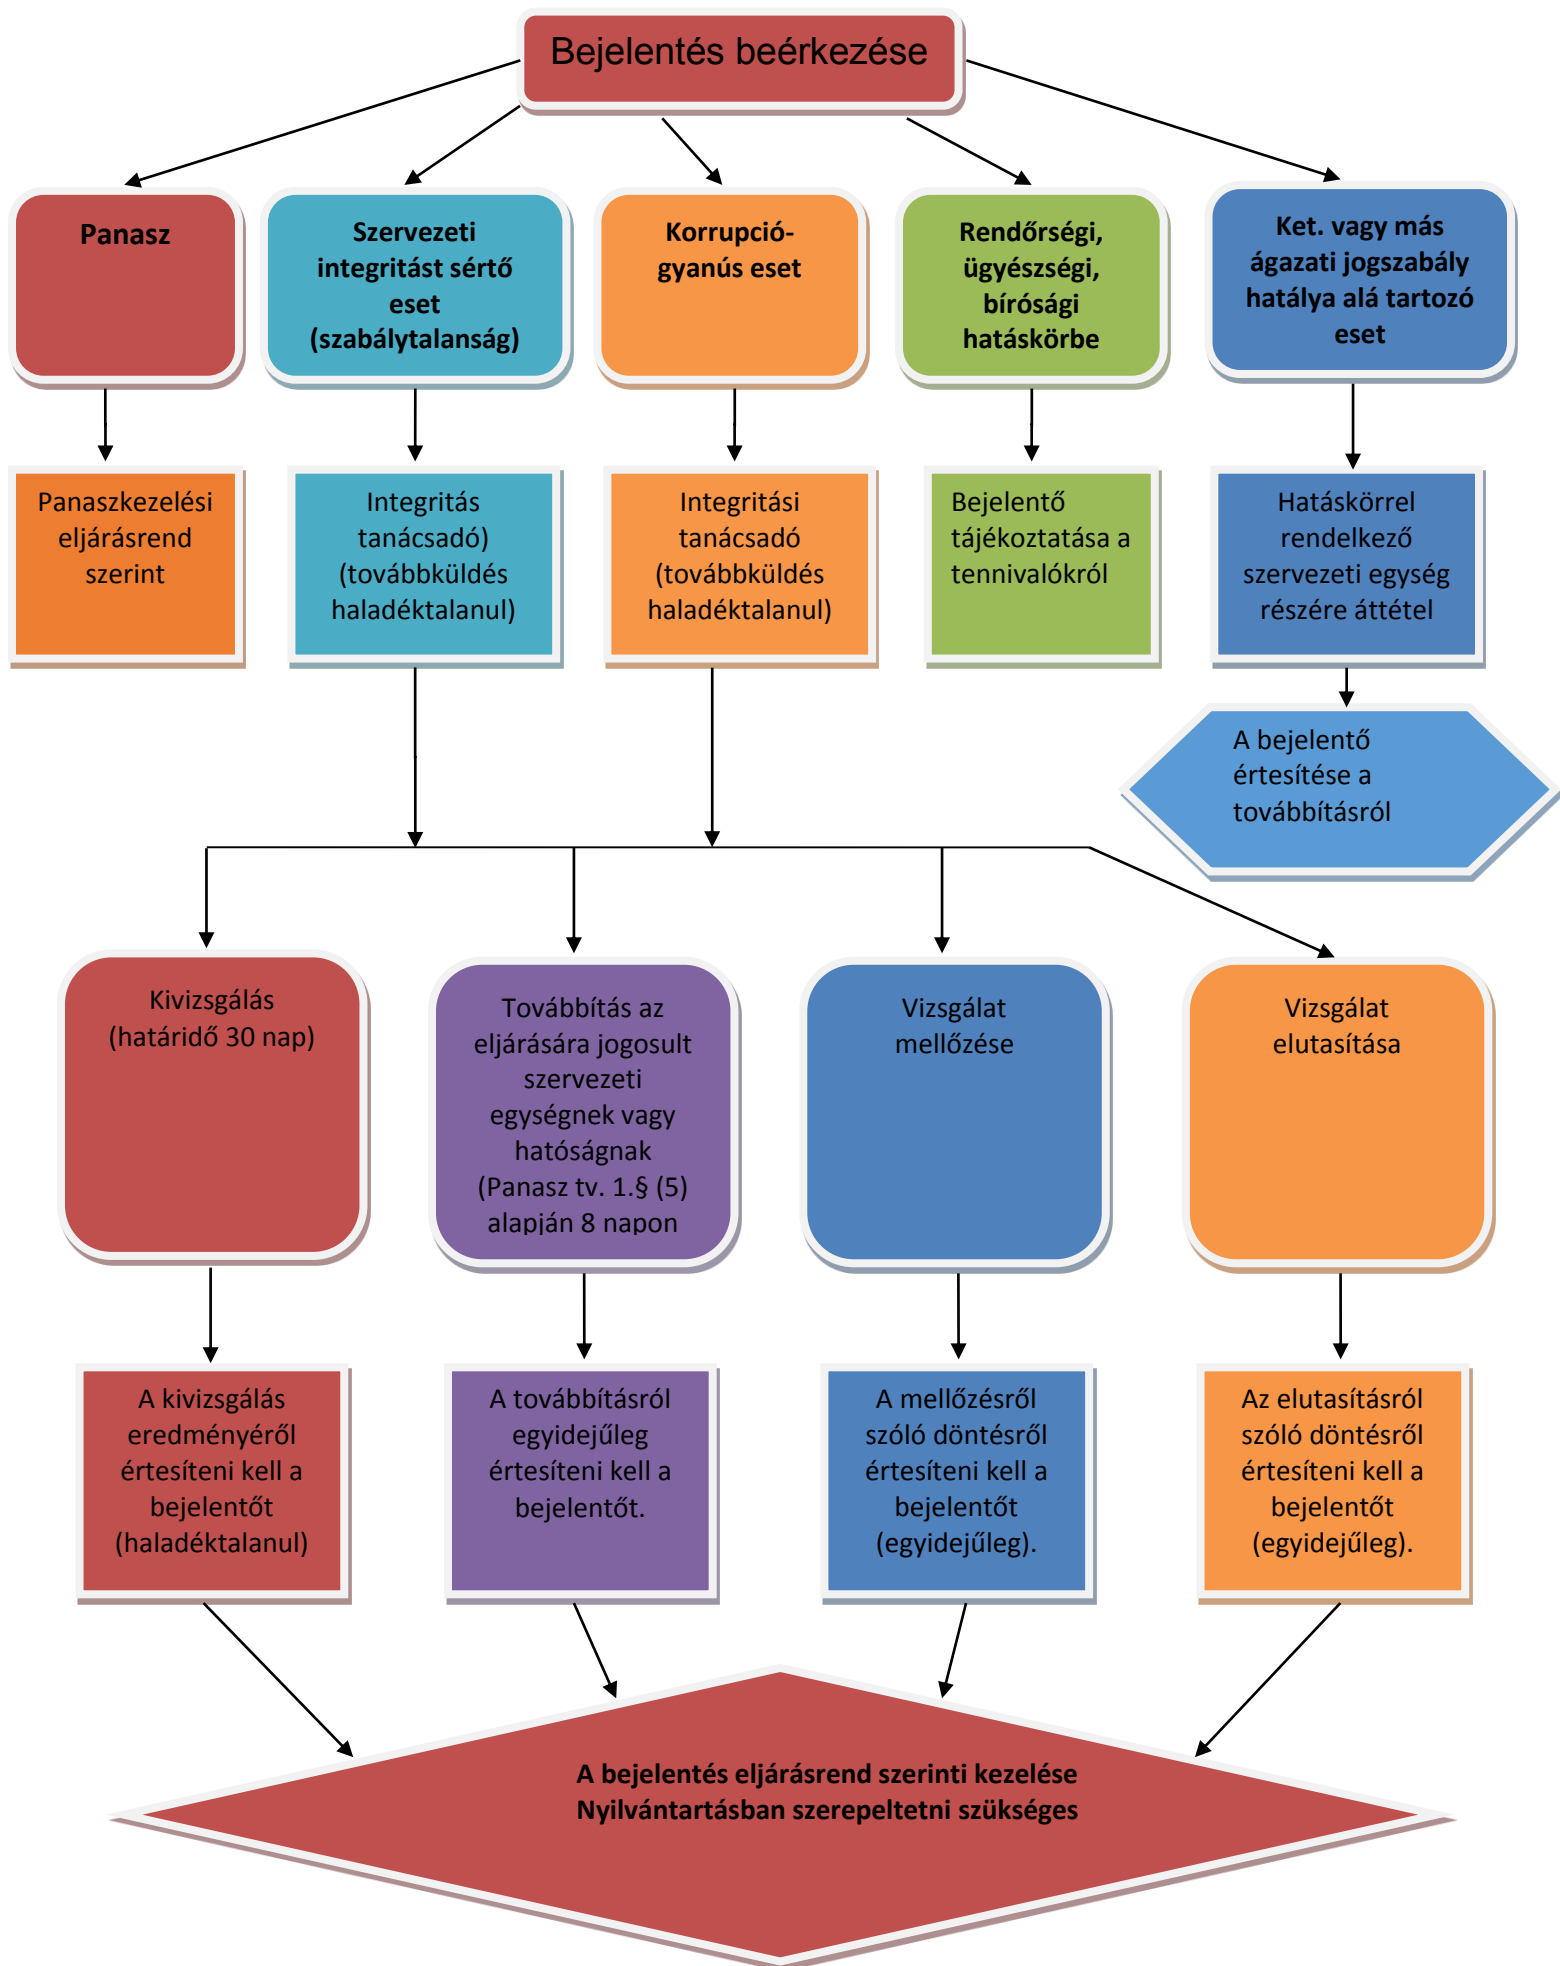 Bejelentés beérkezése
Panasz
Szervezeti
integritást sértő
eset
(szabálytalanság)
Korrupció-
gyanús eset
Rendőrségi,
ügyészségi,
bírósági
hatáskörbe
Ket. vagy más
ágazati jogszabály
hatálya alá tartozó
eset
Panaszkezelési
eljárásrend
szerint
Integritás
tanácsadó)
(továbbküldés
haladéktalanul)
Integritási
tanácsadó
(továbbküldés
haladéktalanul)
Bejelentő
tájékoztatása a
tennivalókról
Hatáskörrel
rendelkező
szervezeti egység
részére áttétel
A bejelentő
értesítése a
továbbításról
Kivizsgálás
(határidő 30 nap)
Továbbítás az
eljárására jogosult
szervezeti
egységnek vagy
hatóságnak
(Panasz tv. 1.§ (5)
alapján 8 napon
Vizsgálat
mellőzése
Vizsgálat
elutasítása
A kivizsgálás
eredményéről
értesíteni kell a
bejelentőt
(haladéktalanul)
A továbbításról
egyidejűleg
értesíteni kell a
bejelentőt.
A mellőzésről
szóló döntésről
értesíteni kell a
bejelentőt
(egyidejűleg).
Az elutasításról
szóló döntésről
értesíteni kell a
bejelentőt
(egyidejűleg).
A bejelentés eljárásrend szerinti kezelése
Nyilvántartásban szerepeltetni szükséges